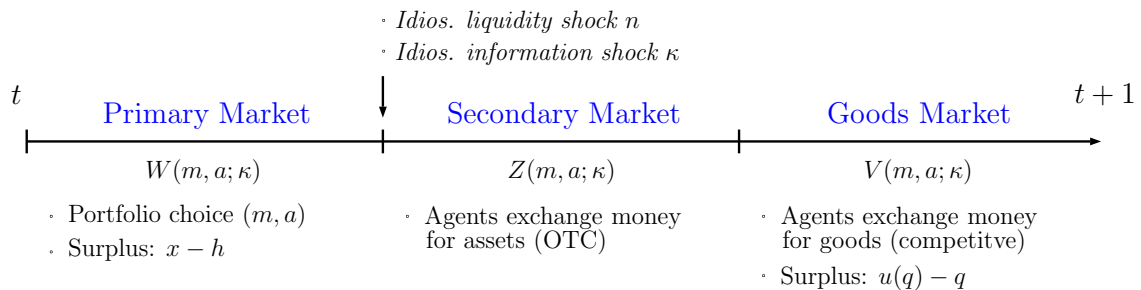 ◦ Idios. liquidity shock n
◦ Idios. information shock κ
t
t + 1
Primary Market
Secondary Market
Goods Market
W(m, a; κ)
Z(m, a; κ)
V(m, a; κ)
◦ Portfolio choice (m, a)
◦ Surplus: x − h
◦ Agents exchange money
for assets (OTC)
◦ Agents exchange money
for goods (competitve)
◦ Surplus: u(q) − q